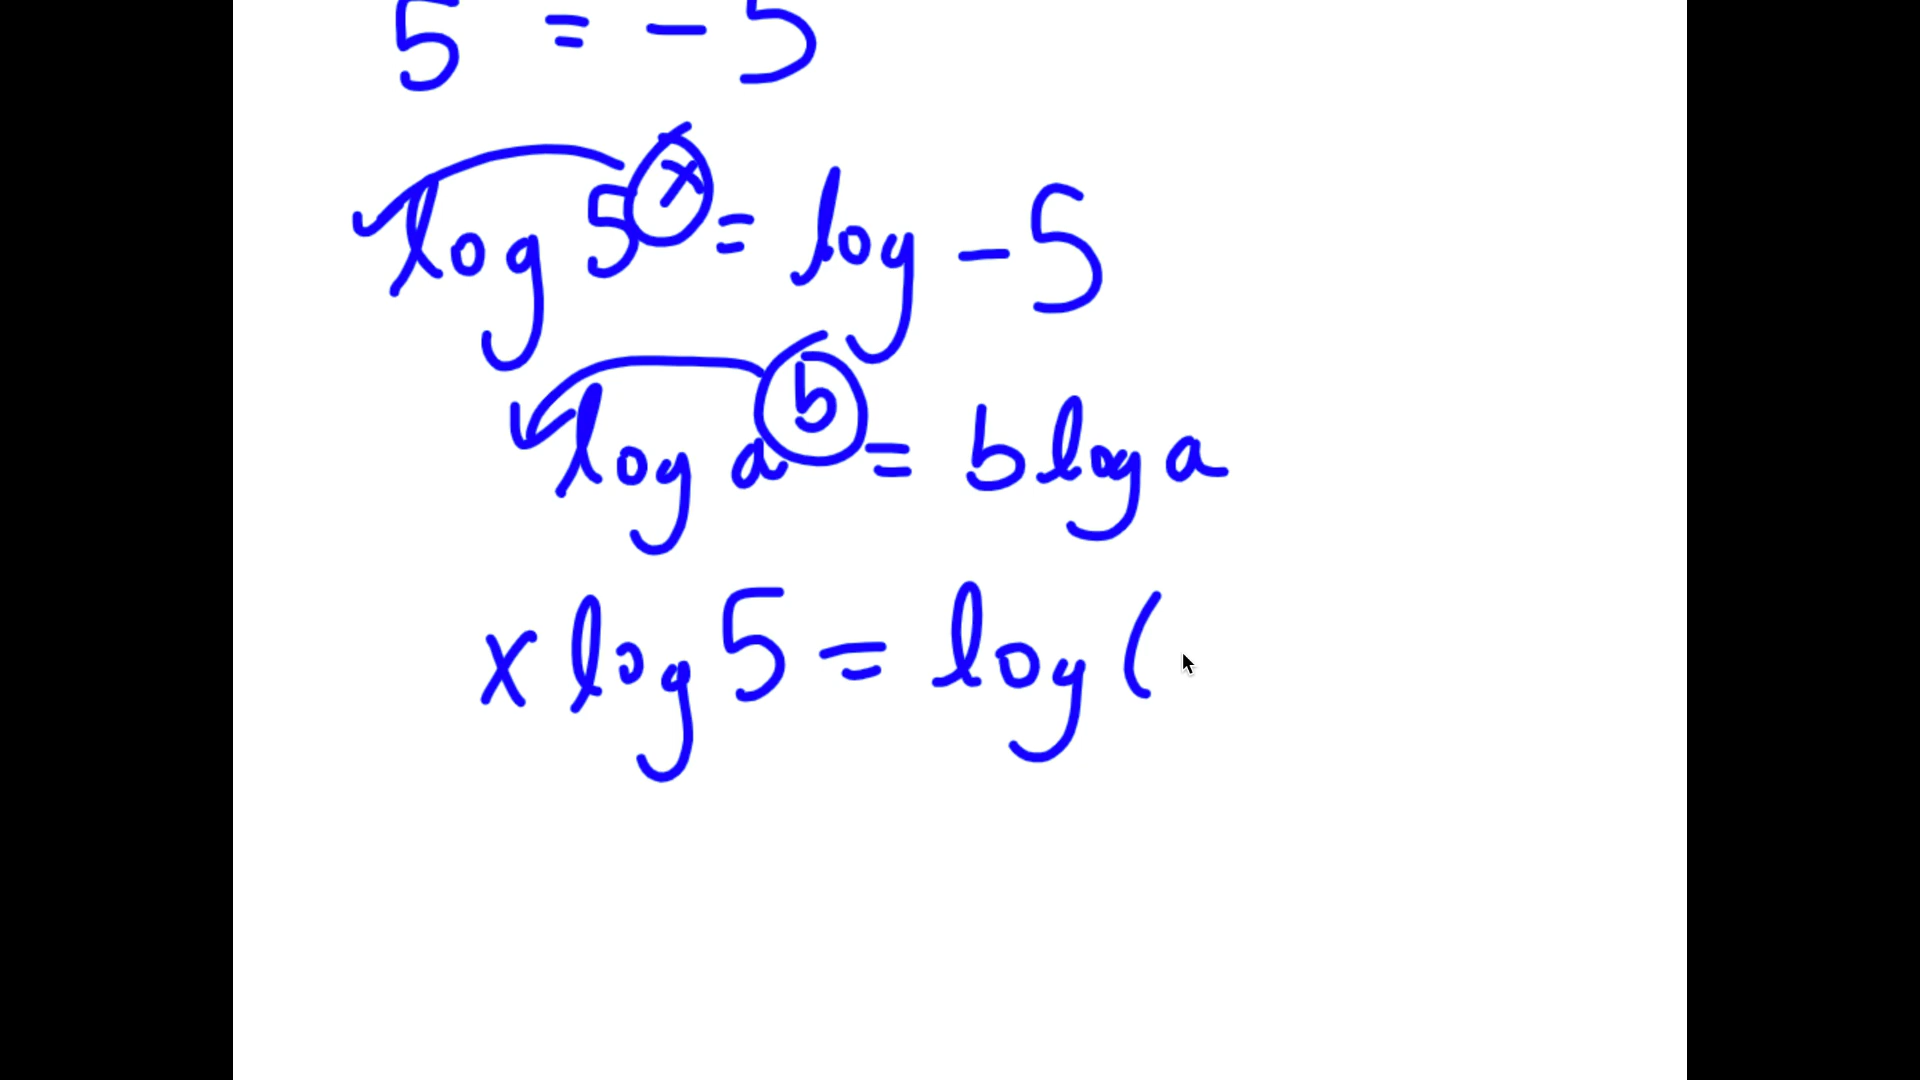 5 = - 5
log 5^x = log - 5
log a^b = b log a
x log 5 = log (